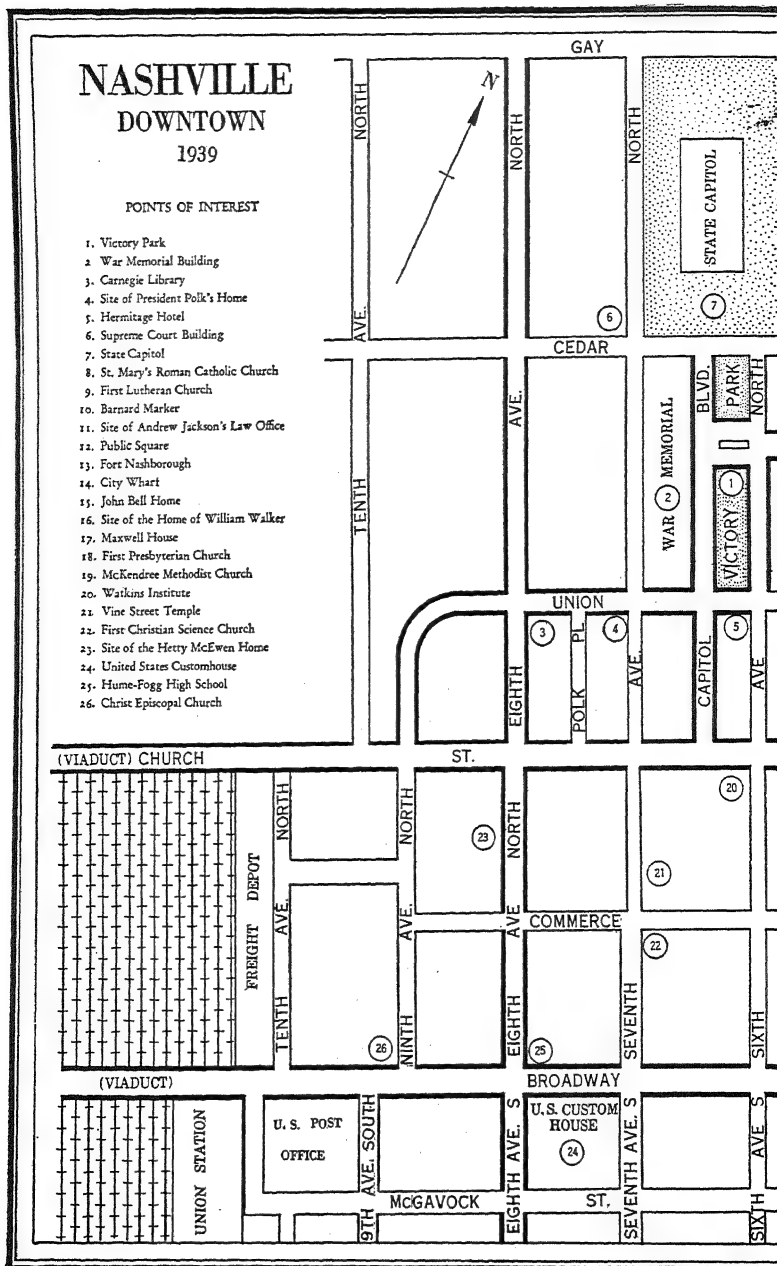 NASHVILLE
DOWNTOWN
1939
POINTS OF INTEREST
1. Victory Park
2 War Memorial Building
3. Carnegie Library
4. Site of President Polk's Home
5. Hermitage Hotel
6. Supreme Court Building
7. State Capitol
8. St. Mary's Roman Catholic Church
9. First Lutheran Church
10. Barnard Marker
11. Site of Andrew Jackson's Law Office
12. Public Square
13. Fort Nashborough
14. City Wharf
15. John Bell Home
16. Site of the Home of William Walker
17. Maxwell House
18. First Presbyterian Church
19. McKendree Methodist Church
20. Watkins Institute
21. Vine Street Temple
22. First Christian Science Church
23. Site of the Hetty McEwen Home
24. United States Customhouse
25. Hume-Fogg High School
26. Christ Episcopal Church
GAY
N
TENTH AVE. NORTH
EIGHTH AVE. NORTH
AVE. NORTH
STATE CAPITOL
7
6
CEDAR
WAR MEMORIAL
2
CAPITOL BLVD.
VICTORY PARK
1
AVE NORTH
UNION
3
POLK PL
4
5
(VIADUCT) CHURCH ST.
FREIGHT DEPOT
TENTH AVE. NORTH
NINTH AVE. NORTH
EIGHTH AVE NORTH
23
20
21
COMMERCE
22
SEVENTH
SIXTH
26
25
(VIADUCT)
BROADWAY
UNION STATION
U. S. POST
OFFICE
9TH AVE. SOUTH
EIGHTH AVE. S
U.S. CUSTOM
HOUSE
24
SEVENTH AVE. S
SIXTH AVE S
McGAVOCK ST.